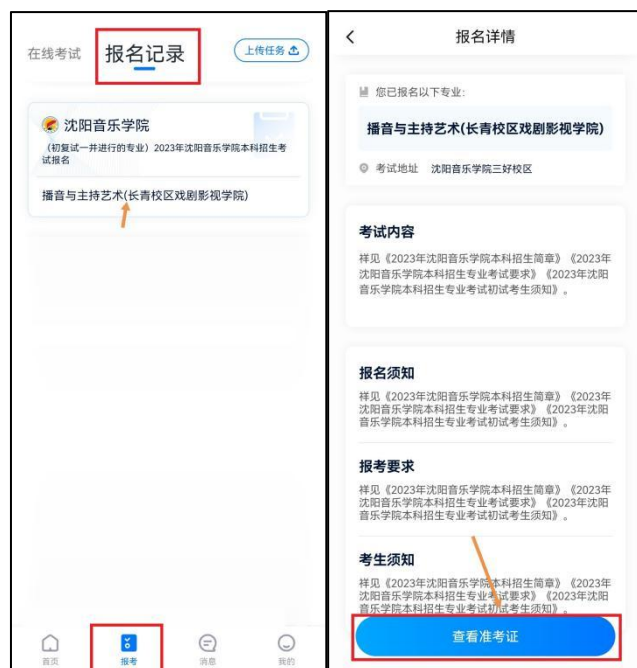 在线考试
报名记录
上传任务
沈阳音乐学院
（初复试一并进行的专业）2023年沈阳音乐学院本科招生考
试报名
播音与主持艺术(长青校区戏剧影视学院)
首页
报考
消息
我的
报名详情
您已报名以下专业：
播音与主持艺术(长青校区戏剧影视学院)
考试地址 沈阳音乐学院三好校区
考试内容
祥见《2023年沈阳音乐学院本科招生简章》《2023年
沈阳音乐学院本科招生专业考试要求》《2023年沈阳
音乐学院本科招生专业考试初试考生须知》。
报名须知
祥见《2023年沈阳音乐学院本科招生简章》《2023年
沈阳音乐学院本科招生专业考试要求》《2023年沈阳
音乐学院本科招生专业考试初试考生须知》。
报考要求
祥见《2023年沈阳音乐学院本科招生简章》《2023年
沈阳音乐学院本科招生专业考试要求》《2023年沈阳
音乐学院本科招生专业考试初试考生须知》。
考生须知
祥见《2023年沈阳音乐学院本科招生简章》《2023年
沈阳音乐学院本科招生专业考试要求》《2023年沈阳
音乐学院本科招生专业考试初试考生须知》。
查看准考证